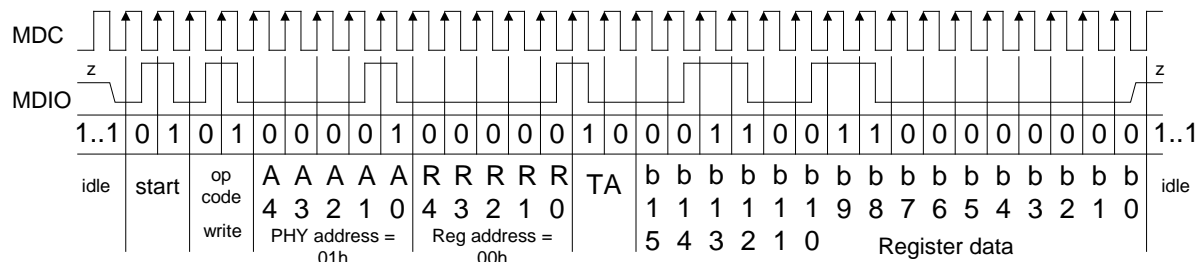 MDC
z z
MDIO
1..1 0 1 0 1 0 0 0 0 1 0 0 0 0 0 1 0 0 0 1 1 0 0 1 1 0 0 0 0 0 0 0 0 1..1
idle start op A A A A A R R R R R TA b b b b b b b b b b b b b b b b idle
code 4 3 2 1 0 4 3 2 1 0 1 1 1 1 1 1 9 8 7 6 5 4 3 2 1 0
write PHY address = Reg address = 5 4 3 2 1 0 Register data
01h 00h